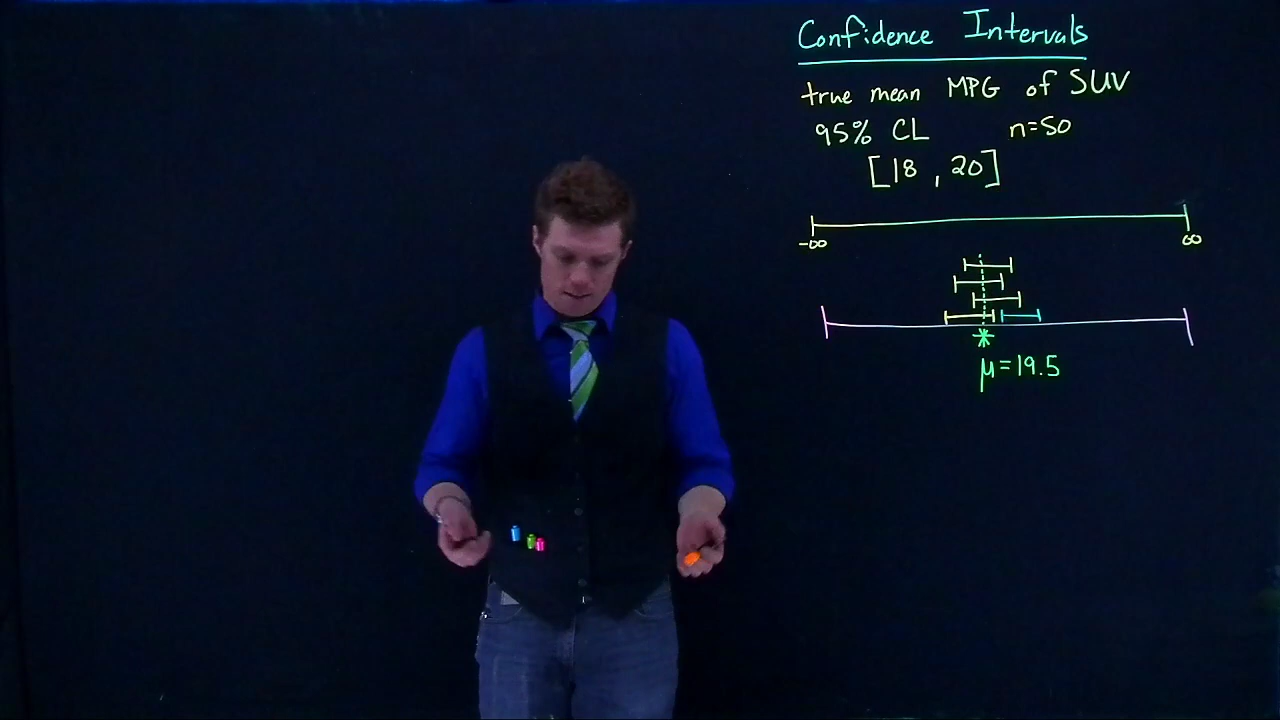 Confidence Intervals
true mean MPG of SUV
95% CL n=50
[18 , 20]
-∞ ∞
μ=19.5